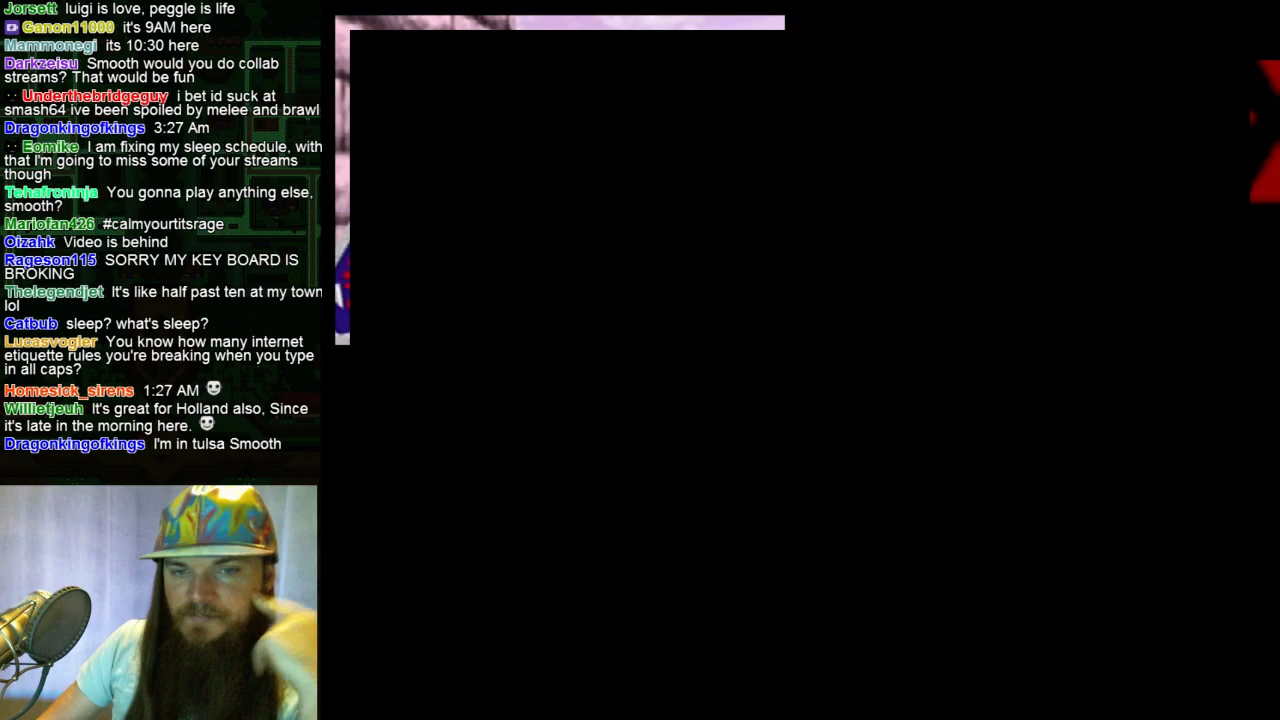 Jorsett luigi is love, peggle is life
Ganon11000 it's 9AM here
Mammonegi its 10:30 here
Darkzeisu Smooth would you do collab
streams? That would be fun
Underthebridgeguy i bet id suck at
smash64 ive been spoiled by melee and brawl
Dragonkingofkings 3:27 Am
Eomike I am fixing my sleep schedule, with
that I'm going to miss some of your streams
though
Tehafroninja You gonna play anything else,
smooth?
Mariofan426 #calmyourtitsrage
Oizahk Video is behind
Rageson115 SORRY MY KEY BOARD IS
BROKING
Thelegendjet It's like half past ten at my town
lol
Catbub sleep? what's sleep?
Lucasvogler You know how many internet
etiquette rules you're breaking when you type
in all caps?
Homesick_sirens 1:27 AM
Willietjeuh It's great for Holland also, Since
it's late in the morning here.
Dragonkingofkings I'm in tulsa Smooth